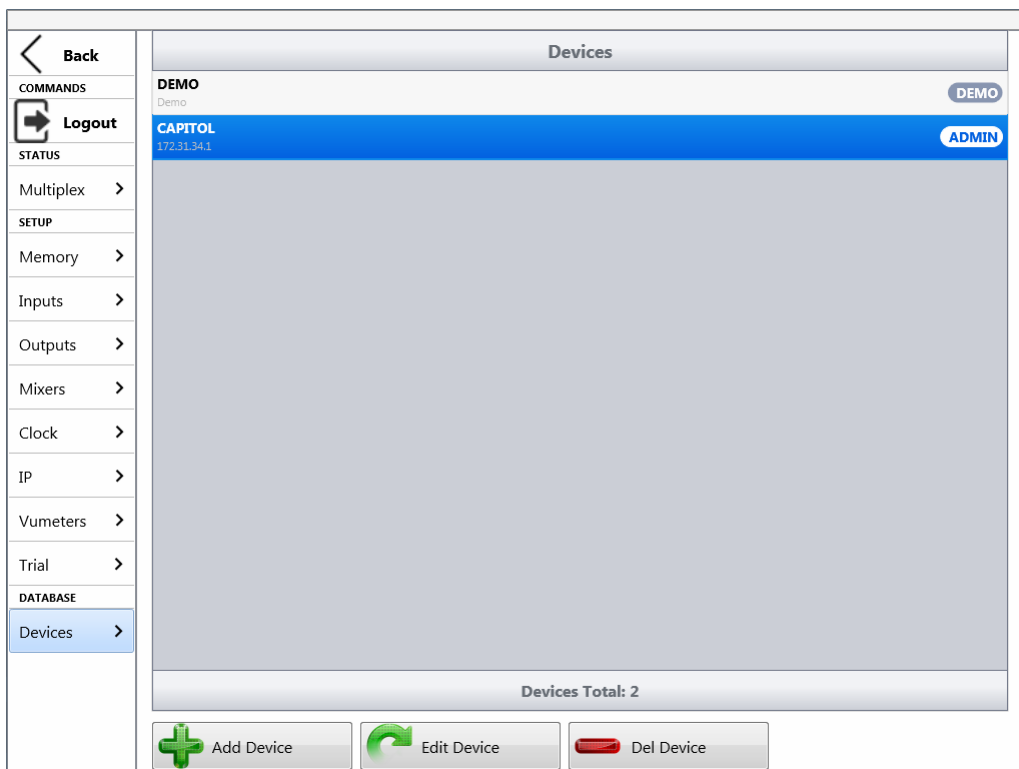 Back
COMMANDS
Logout
STATUS
Multiplex
SETUP
Memory
Inputs
Outputs
Mixers
Clock
IP
Vumeters
Trial
DATABASE
Devices
Devices
DEMO
Demo
DEMO
CAPITOL
172.31.34.1
ADMIN
Devices Total: 2
Add Device
Edit Device
Del Device